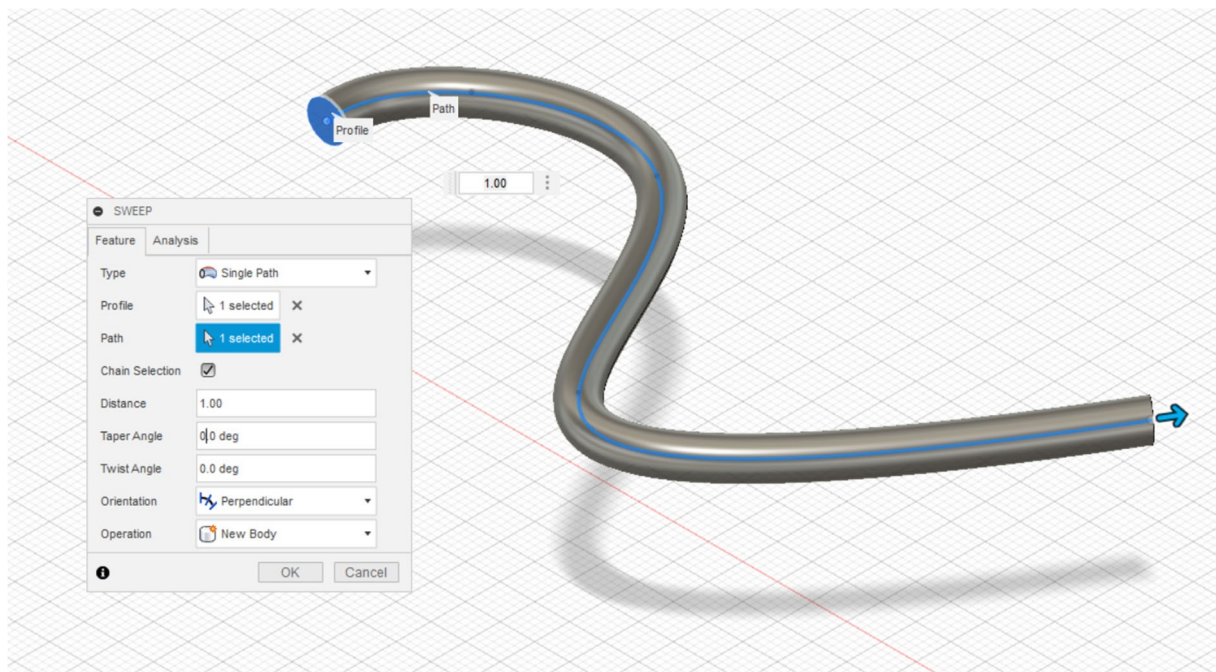 Path
Profile
1.00
SWEEP
Feature Analysis
Type Single Path
Profile 1 selected
Path 1 selected
Chain Selection
Distance 1.00
Taper Angle 0.0 deg
Twist Angle 0.0 deg
Orientation Perpendicular
Operation New Body
OK Cancel